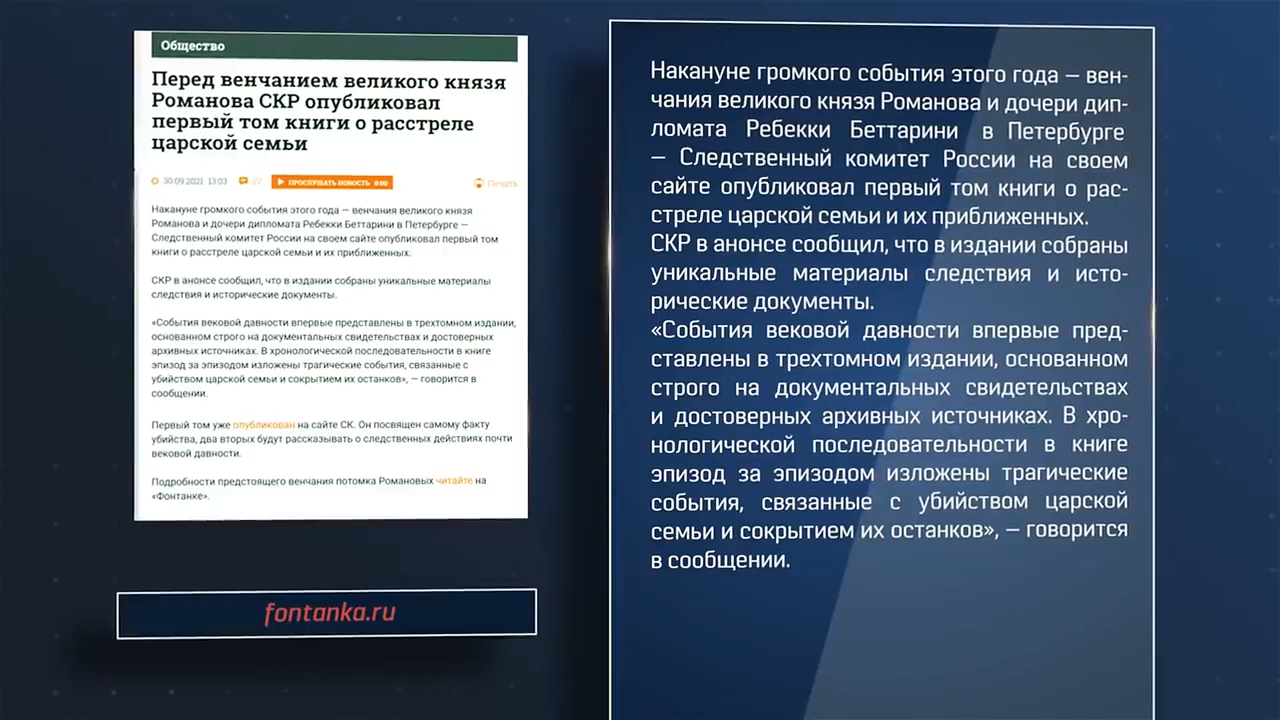 Общество
Перед венчанием великого князя
Романова СКР опубликовал
первый том книги о расстреле
царской семьи
30.09.2021 13:03 27 ПРОСЛУШАТЬ НОВОСТЬ Печать
Накануне громкого события этого года — венчания великого князя
Романова и дочери дипломата Ребекки Беттарини в Петербурге —
Следственный комитет России на своем сайте опубликовал первый том
книги о расстреле царской семьи и их приближенных.
СКР в анонсе сообщил, что в издании собраны уникальные материалы
следствия и исторические документы.
«События вековой давности впервые представлены в трехтомном издании,
основанном строго на документальных свидетельствах и достоверных
архивных источниках. В хронологической последовательности в книге
эпизод за эпизодом изложены трагические события, связанные с
убийством царской семьи и сокрытием их останков», — говорится в
сообщении.
Первый том уже опубликован на сайте СК. Он посвящен самому факту
убийства, два вторых будут рассказывать о следственных действиях почти
вековой давности.
Подробности предстоящего венчания потомка Романовых читайте на
«Фонтанке».
fontanka.ru
Накануне громкого события этого года — вен-
чания великого князя Романова и дочери дип-
ломата Ребекки Беттарини в Петербурге
— Следственный комитет России на своем
сайте опубликовал первый том книги о рас-
стреле царской семьи и их приближенных.
СКР в анонсе сообщил, что в издании собраны
уникальные материалы следствия и исто-
рические документы.
«События вековой давности впервые пред-
ставлены в трехтомном издании, основанном
строго на документальных свидетельствах
и достоверных архивных источниках. В хро-
нологической последовательности в книге
эпизод за эпизодом изложены трагические
события, связанные с убийством царской
семьи и сокрытием их останков», — говорится
в сообщении.